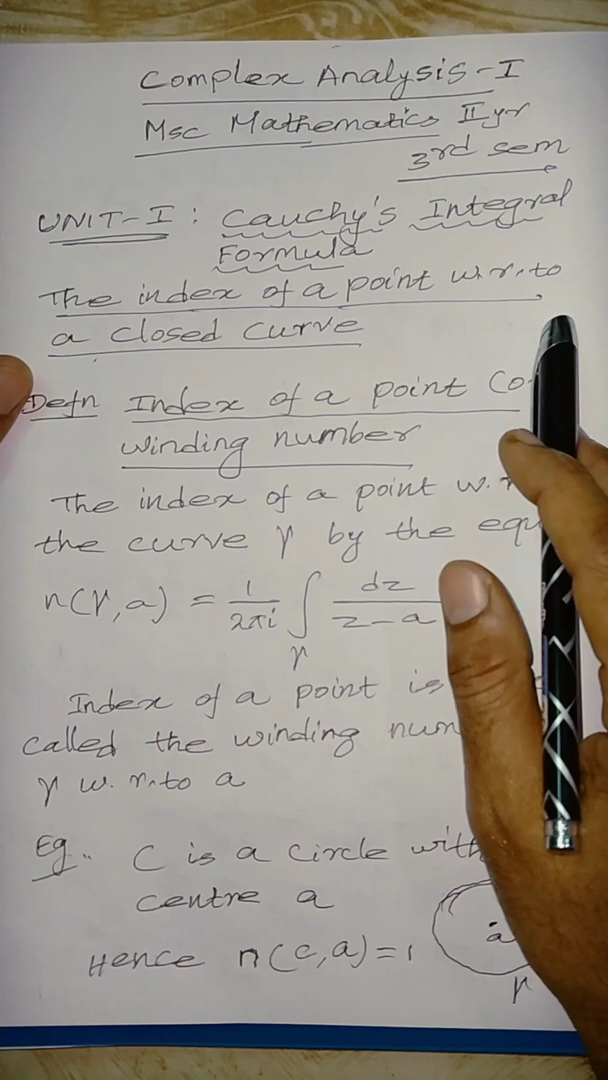 Complex Analysis-I
Msc Mathematics II yr
3rd sem
UNIT-I : Cauchy's Integral
Formula
The index of a point w.r.to
a closed curve
Defn Index of a point
winding number
The index of a point
the curve γ by the
n(γ,a) = 1/2πi ∫γ dz/z-a
Index of a point is
called the winding
γ w.r.to a
Eg.. C is a circle with
centre a
Hence n(c,a)=1
a
γ